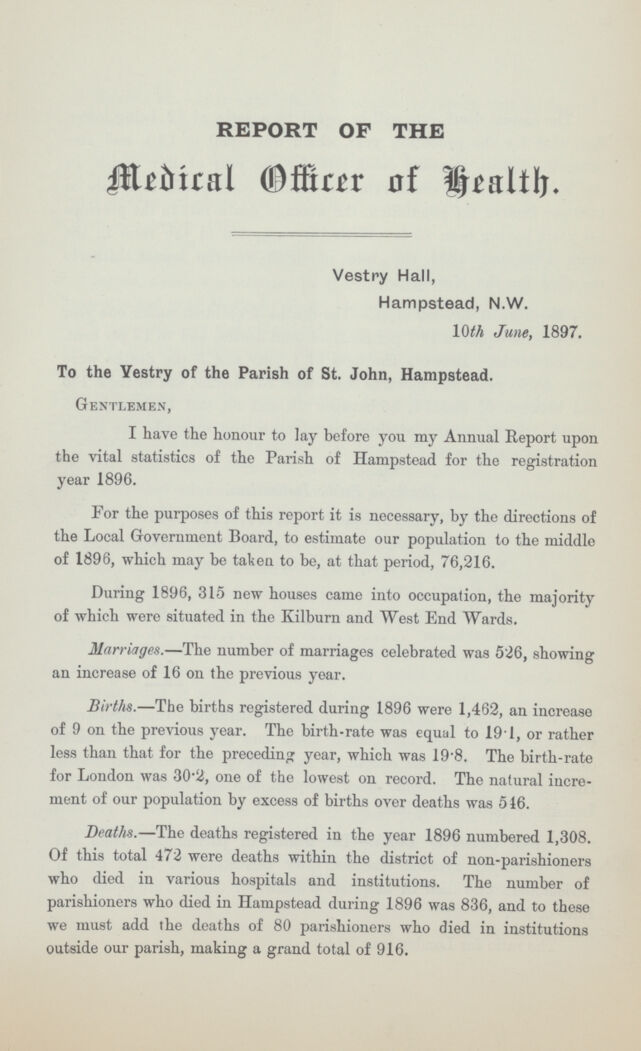 REPORT OF THE
Medical Officer of Health.
Vestry Hall,
Hampstead, N.W.
10th June, 1897.
To the Vestry of the Parish of St. John, Hampstead.
GENTLEMEN,
I have the honour to lay before you my Annual Report upon
the vital statistics of the Parish of Hampstead for the registration
year 1896.
For the purposes of this report it is necessary, by the directions of
the Local Government Board, to estimate our population to the middle
of 1896, which may be taken to be, at that period, 76,216.
During 1896, 315 new houses came into occupation, the majority
of which were situated in the Kilburn and West End Wards.
Marriages.—The number of marriages celebrated was 526, showing
an increase of 16 on the previous year.
Births.—The births registered during 1896 were 1,462, an increase
of 9 on the previous year. The birth-rate was equal to 19·1, or rather
less than that for the preceding year, which was 19·8. The birth-rate
for London was 30·2, one of the lowest on record. The natural incre-
ment of our population by excess of births over deaths was 546.
Deaths.—The deaths registered in the year 1896 numbered 1,308.
Of this total 472 were deaths within the district of non-parishioners
who died in various hospitals and institutions. The number of
parishioners who died in Hampstead during 1896 was 836, and to these
we must add the deaths of 80 parishioners who died in institutions
outside our parish, making a grand total of 916.